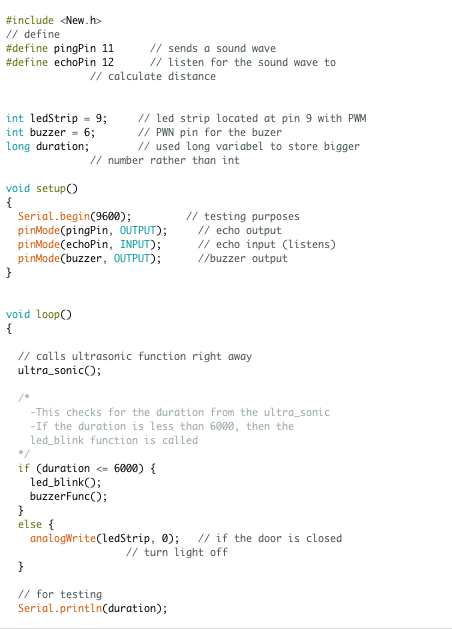 #include <New.h>
// define
#define pingPin 11 // sends a sound wave
#define echoPin 12 // listen for the sound wave to
// calculate distance
int ledStrip = 9; // led strip located at pin 9 with PWM
int buzzer = 6; // PWN pin for the buzer
long duration; // used long variabel to store bigger
// number rather than int
void setup()
{
Serial.begin(9600); // testing purposes
pinMode(pingPin, OUTPUT); // echo output
pinMode(echoPin, INPUT); // echo input (listens)
pinMode(buzzer, OUTPUT); //buzzer output
}
void loop()
{
// calls ultrasonic function right away
ultra_sonic();
/*
-This checks for the duration from the ultra_sonic
-If the duration is less than 6000, then the
led_blink function is called
*/
if (duration <= 6000) {
led_blink();
buzzerFunc();
}
else {
analogWrite(ledStrip, 0); // if the door is closed
// turn light off
}
// for testing
Serial.println(duration);